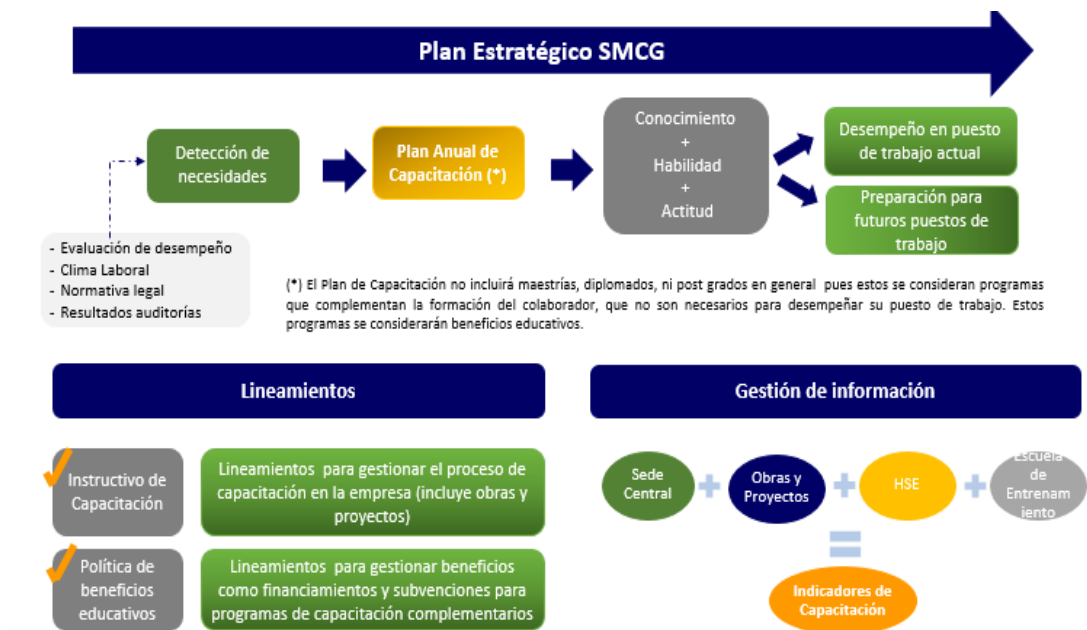 Plan Estratégico SMCG
Detección de
necesidades
Plan Anual de
Capacitación (*)
Conocimiento
+
Habilidad
+
Actitud
Desempeño en puesto
de trabajo actual
Preparación para
futuros puestos de
trabajo
- Evaluación de desempeño
- Clima Laboral
- Normativa legal
- Resultados auditorías
(*) El Plan de Capacitación no incluirá maestrías, diplomados, ni post grados en general pues estos se consideran programas
que complementan la formación del colaborador, que no son necesarios para desempeñar su puesto de trabajo. Estos
programas se considerarán beneficios educativos.
Lineamientos
Instructivo de
Capacitación
Lineamientos para gestionar el proceso de
capacitación en la empresa (incluye obras y
proyectos)
Política de
beneficios
educativos
Lineamientos para gestionar beneficios
como financiamientos y subvenciones para
programas de capacitación complementarios
Gestión de información
Sede
Central
+
Obras y
Proyectos
+
HSE
+
Escuela
de
Entrenam
iento
=
Indicadores de
Capacitación